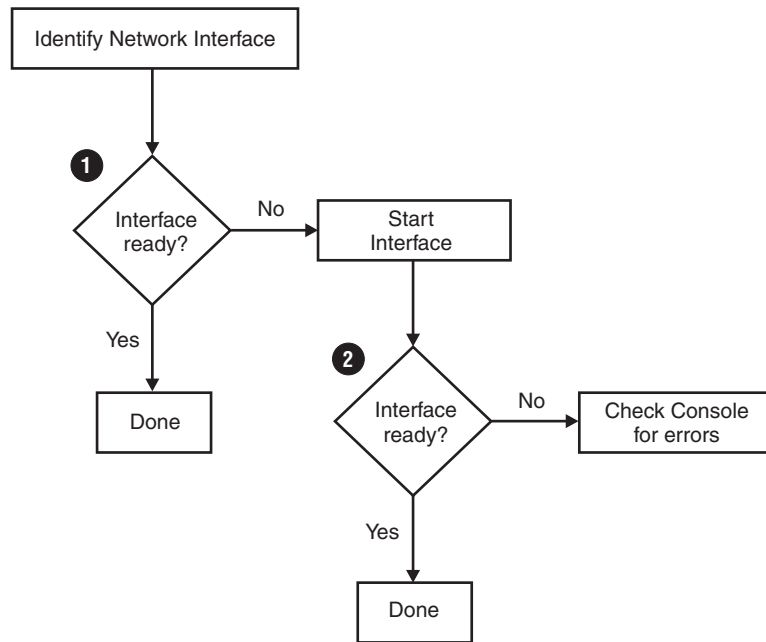 Identify Network Interface
1
Interface
ready?
No
Start
Interface
Yes
Done
2
Interface
ready?
No
Check Console
for errors
Yes
Done